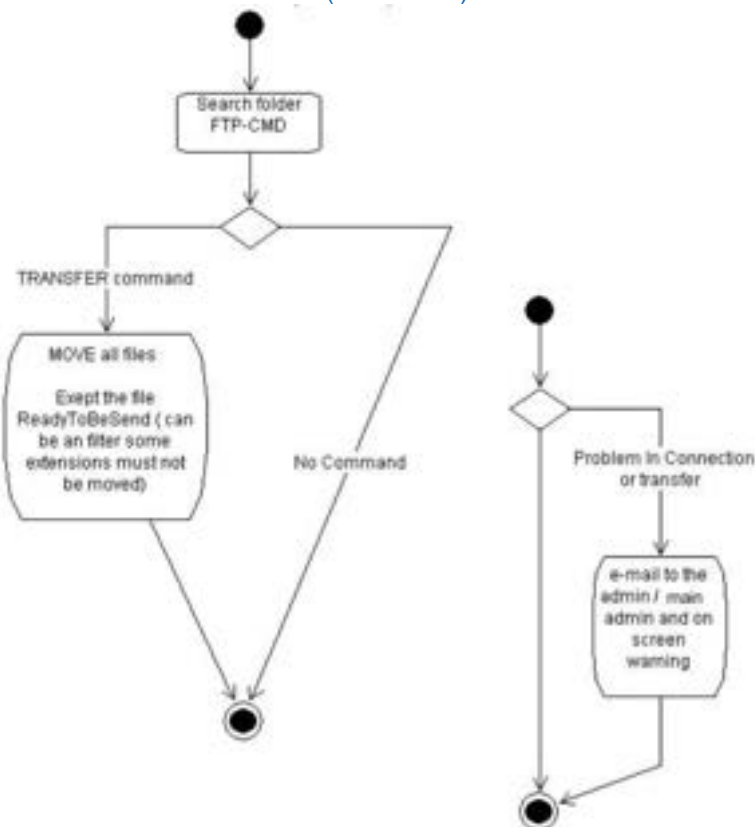 Search folder
FTP-CMD
TRANSFER command
MOVE all files
Exept the file
ReadyToBeSend ( can
be an filter some
extensions must not
be moved)
No Command
Problem In Connection
or transfer
e-mail to the
admin / main
admin and on
screen
warning